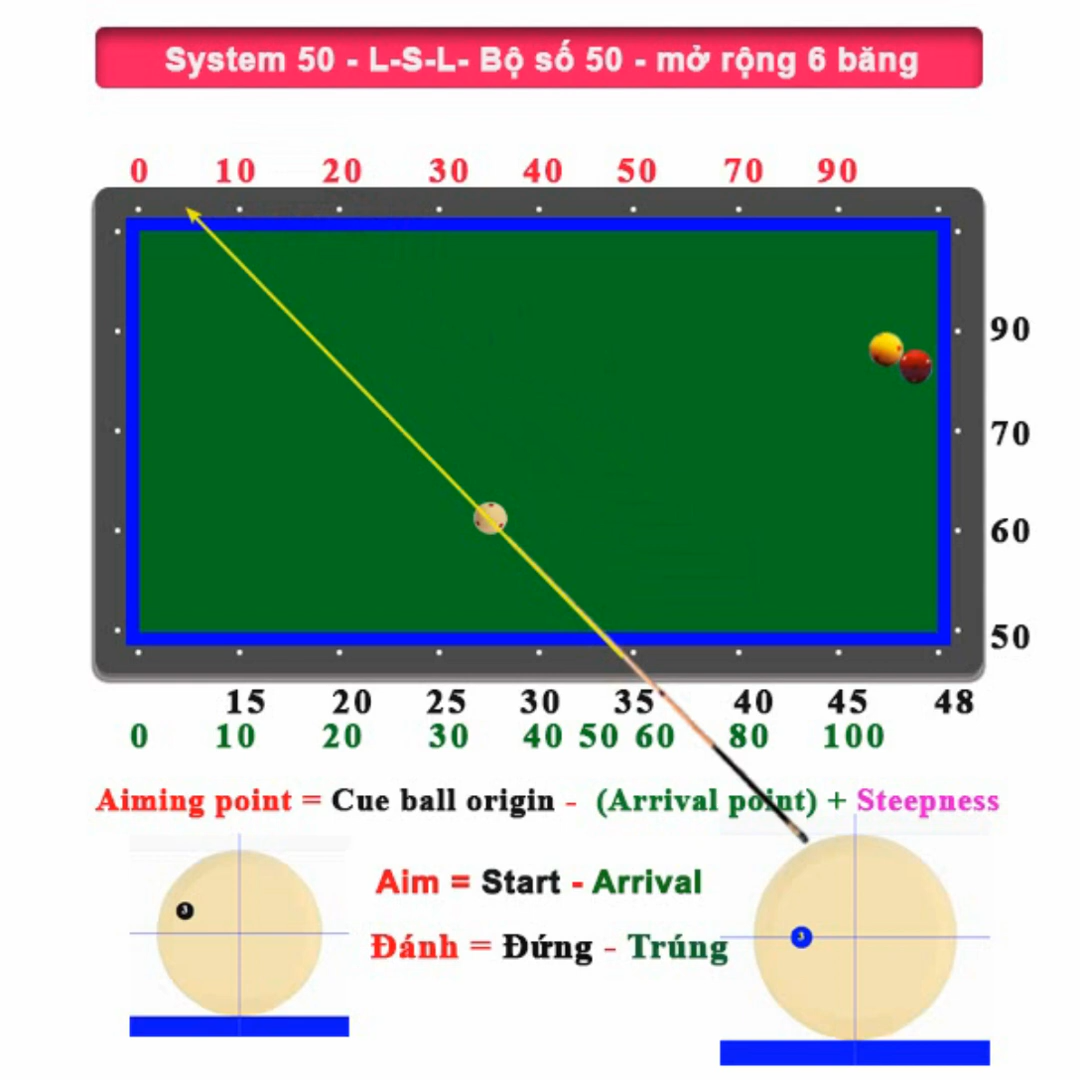 System 50 - L-S-L- Bộ số 50 - mở rộng 6 băng
0 10 20 30 40 50 70 90
90
70
60
50
15 20 25 30 35 40 45 48
0 10 20 30 40 50 60 80 100
Aiming point = Cue ball origin - (Arrival point) + Steepness
Aim = Start - Arrival
Đánh = Đứng - Trúng
3
3